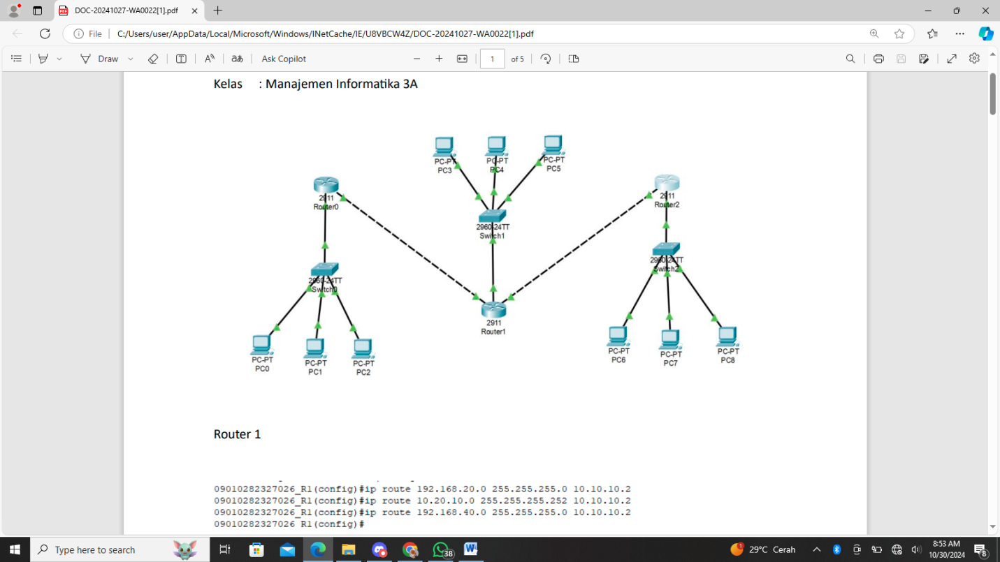 DOC-20241027-WA0022[1].pdf
File
C:/Users/user/AppData/Local/Microsoft/Windows/INetCache/IE/U8VBCW4Z/DOC-20241027-WA0022[1].pdf
Draw
aあ
Ask Copilot
1
of 5
Kelas : Manajemen Informatika 3A
PC-PT
PC3
PC-PT
PC4
PC-PT
PC5
2911
Router0
2911
Router2
2960-24TT
Switch1
2960-24TT
Switch0
2960-24TT
Switch2
2911
Router1
PC-PT
PC0
PC-PT
PC1
PC-PT
PC2
PC-PT
PC6
PC-PT
PC7
PC-PT
PC8
Router 1
09010282327026_R1(config)#ip route 192.168.20.0 255.255.255.0 10.10.10.2
09010282327026_R1(config)#ip route 10.20.10.0 255.255.255.252 10.10.10.2
09010282327026_R1(config)#ip route 192.168.40.0 255.255.255.0 10.10.10.2
09010282327026_R1(config)#
Type here to search
38
1
29°C Cerah
8:53 AM
10/30/2024
8